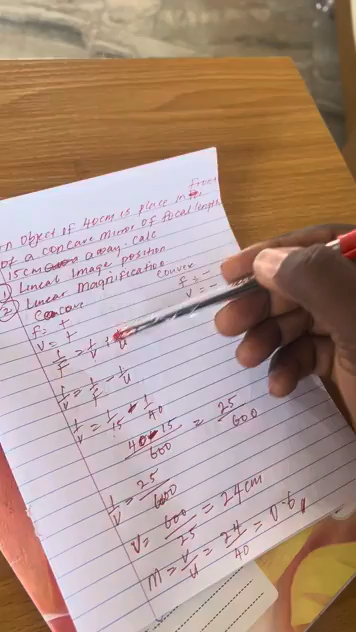 An Object of 40cm is place in
front
of a concave mirror of focal length
15cm away. calc
① Linear Image position
② Linear Magnification
Concave
f = +
v = +
convex
f = -
v = -
1/f = 1/v + 1/u
1/v = 1/f - 1/u
1/v = 1/15 - 1/40
40-15/600 = 25/600
1/v = 25/600
v = 600/25 = 24cm
M = v/u = 24/40 = 0.6